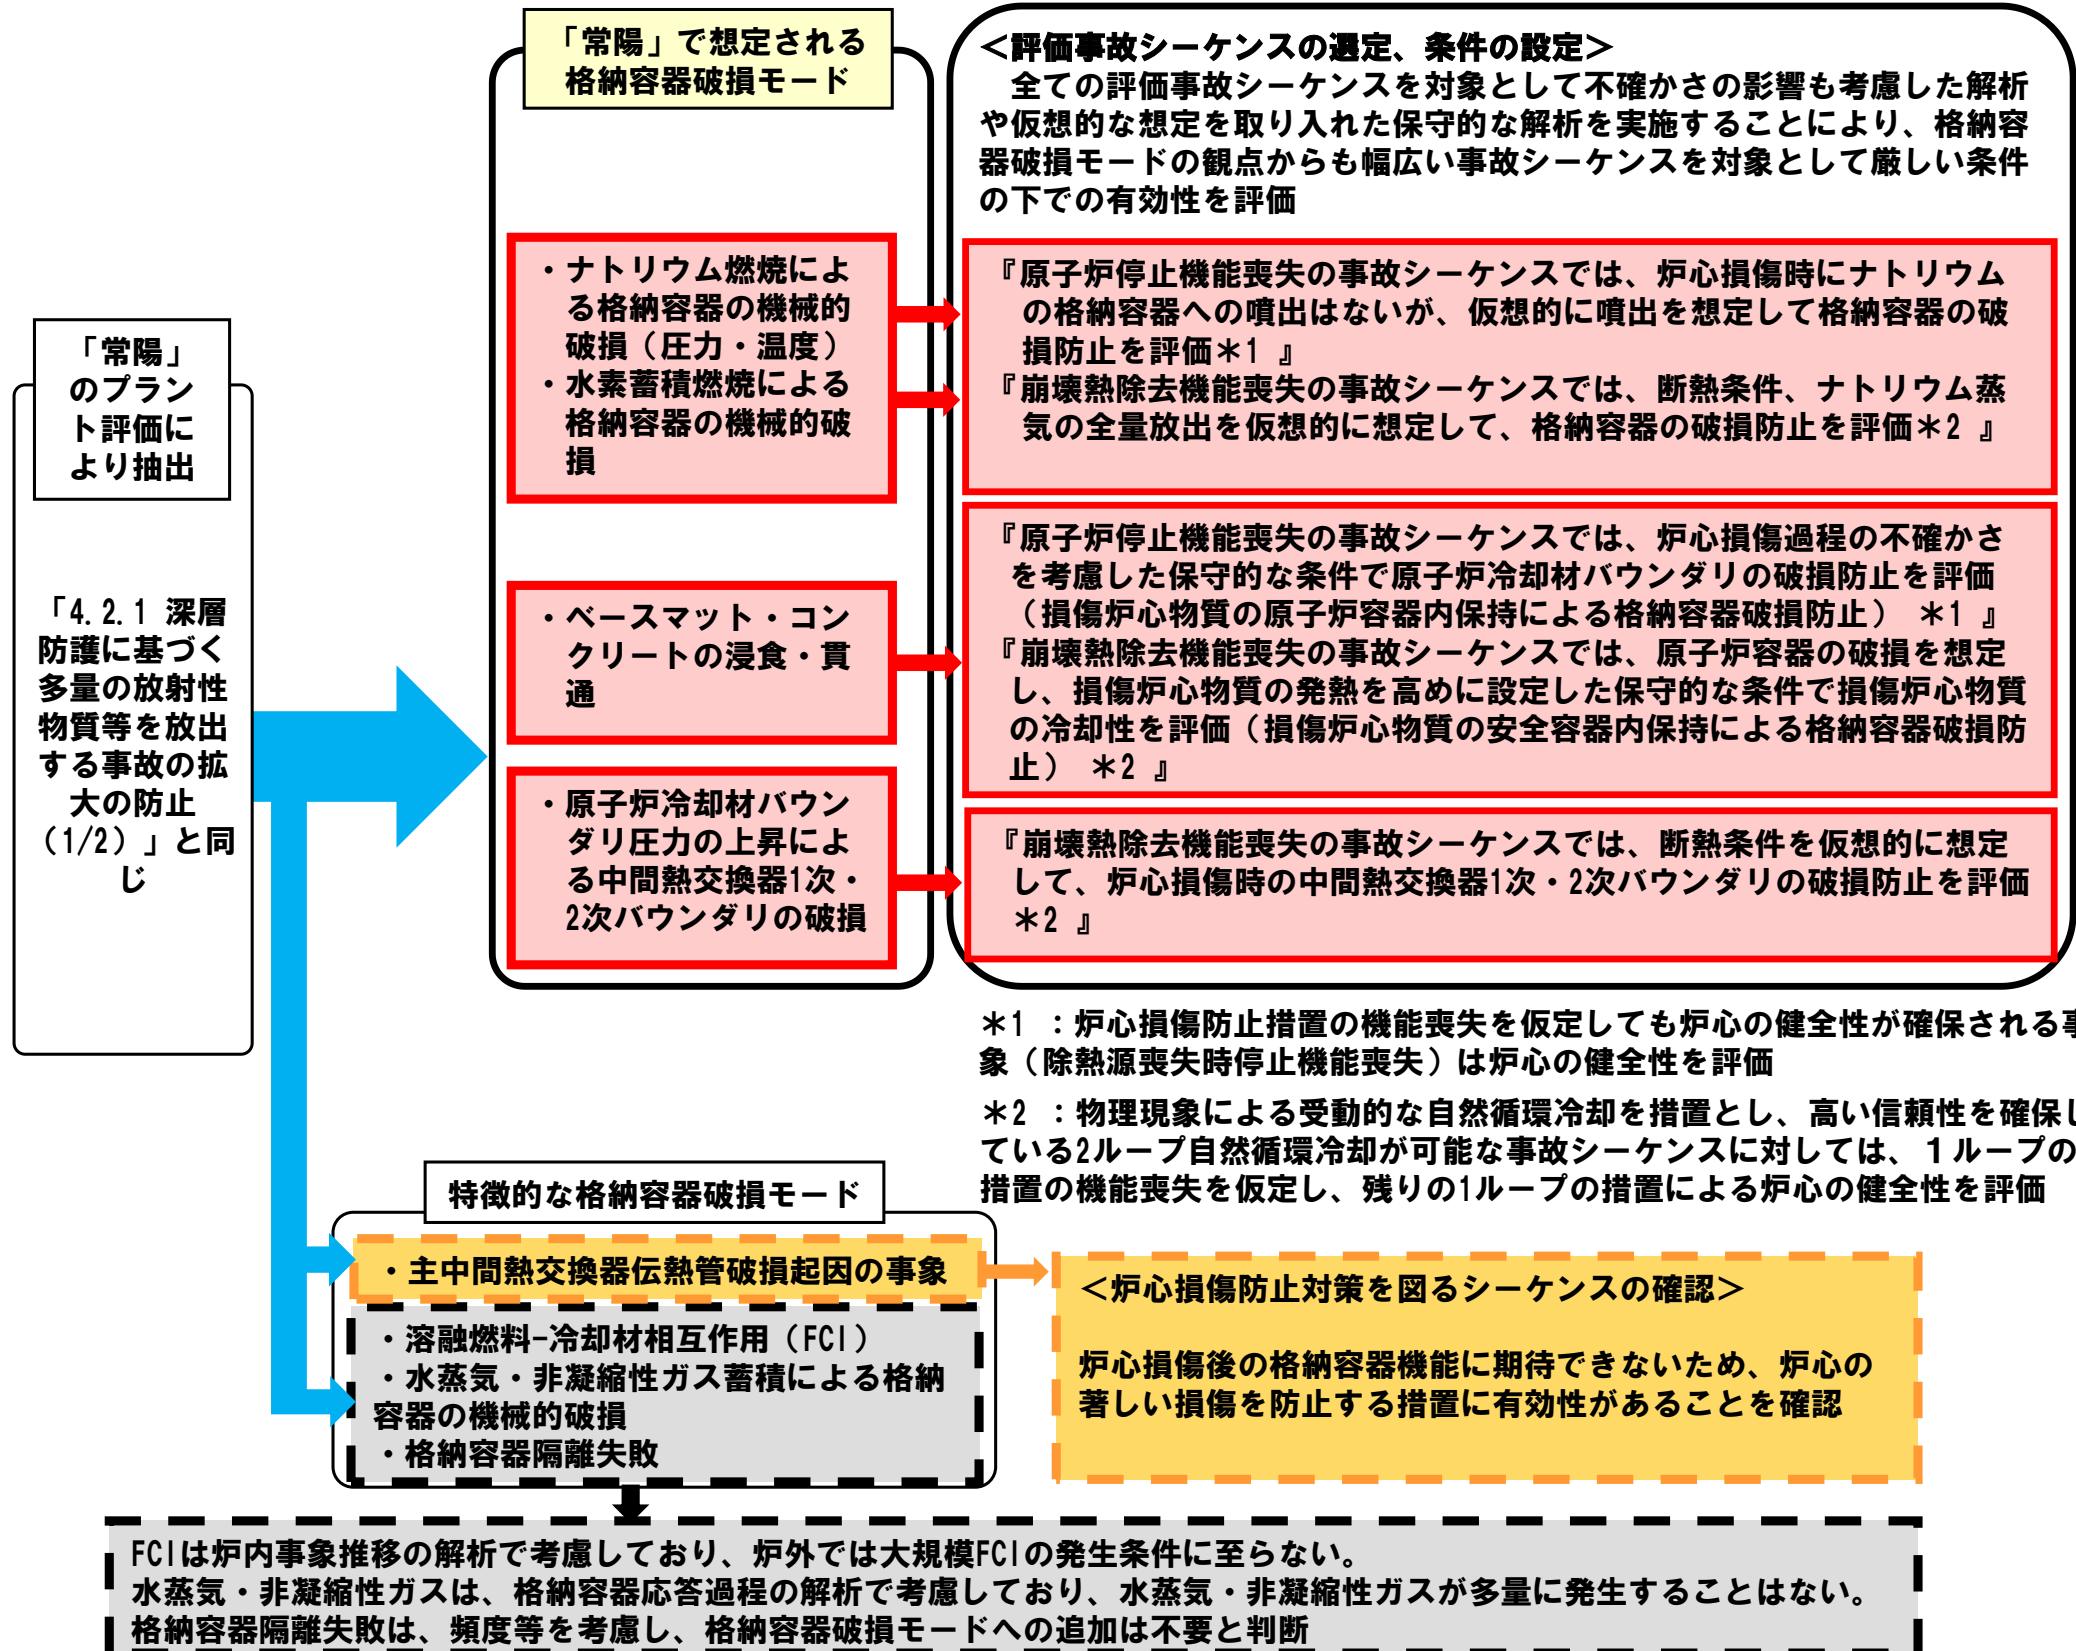 「常陽」で想定される
格納容器破損モード
＜評価事故シーケンスの選定、条件の設定＞
全ての評価事故シーケンスを対象として不確かさの影響も考慮した解析
や仮想的な想定を取り入れた保守的な解析を実施することにより、格納容
器破損モードの観点からも幅広い事故シーケンスを対象として厳しい条件
の下での有効性を評価
「常陽」
のプラン
ト評価に
より抽出
「4.2.1 深層
防護に基づく
多量の放射性
物質等を放出
する事故の拡
大の防止
（1/2）」と同
じ
・ナトリウム燃焼によ
る格納容器の機械的
破損（圧力・温度）
・水素蓄積燃焼による
格納容器の機械的破
損
『原子炉停止機能喪失の事故シーケンスでは、炉心損傷時にナトリウム
の格納容器への噴出はないが、仮想的に噴出を想定して格納容器の破
損防止を評価＊1 』
『崩壊熱除去機能喪失の事故シーケンスでは、断熱条件、ナトリウム蒸
気の全量放出を仮想的に想定して、格納容器の破損防止を評価＊2 』
・ベースマット・コン
クリートの浸食・貫
通
『原子炉停止機能喪失の事故シーケンスでは、炉心損傷過程の不確かさ
を考慮した保守的な条件で原子炉冷却材バウンダリの破損防止を評価
（損傷炉心物質の原子炉容器内保持による格納容器破損防止） ＊1 』
『崩壊熱除去機能喪失の事故シーケンスでは、原子炉容器の破損を想定
し、損傷炉心物質の発熱を高めに設定した保守的な条件で損傷炉心物質
の冷却性を評価（損傷炉心物質の安全容器内保持による格納容器破損防
止） ＊2 』
・原子炉冷却材バウン
ダリ圧力の上昇によ
る中間熱交換器1次・
2次バウンダリの破損
『崩壊熱除去機能喪失の事故シーケンスでは、断熱条件を仮想的に想定
して、炉心損傷時の中間熱交換器1次・2次バウンダリの破損防止を評価
＊2 』
＊1 ：炉心損傷防止措置の機能喪失を仮定しても炉心の健全性が確保される事
象（除熱源喪失時停止機能喪失）は炉心の健全性を評価
＊2 ：物理現象による受動的な自然循環冷却を措置とし、高い信頼性を確保し
ている2ループ自然循環冷却が可能な事故シーケンスに対しては、１ループの
措置の機能喪失を仮定し、残りの1ループの措置による炉心の健全性を評価
特徴的な格納容器破損モード
・主中間熱交換器伝熱管破損起因の事象
・溶融燃料-冷却材相互作用（FCI）
・水蒸気・非凝縮性ガス蓄積による格納
容器の機械的破損
・格納容器隔離失敗
＜炉心損傷防止対策を図るシーケンスの確認＞
炉心損傷後の格納容器機能に期待できないため、炉心の
著しい損傷を防止する措置に有効性があることを確認
FCIは炉内事象推移の解析で考慮しており、炉外では大規模FCIの発生条件に至らない。
水蒸気・非凝縮性ガスは、格納容器応答過程の解析で考慮しており、水蒸気・非凝縮性ガスが多量に発生することはない。
格納容器隔離失敗は、頻度等を考慮し、格納容器破損モードへの追加は不要と判断